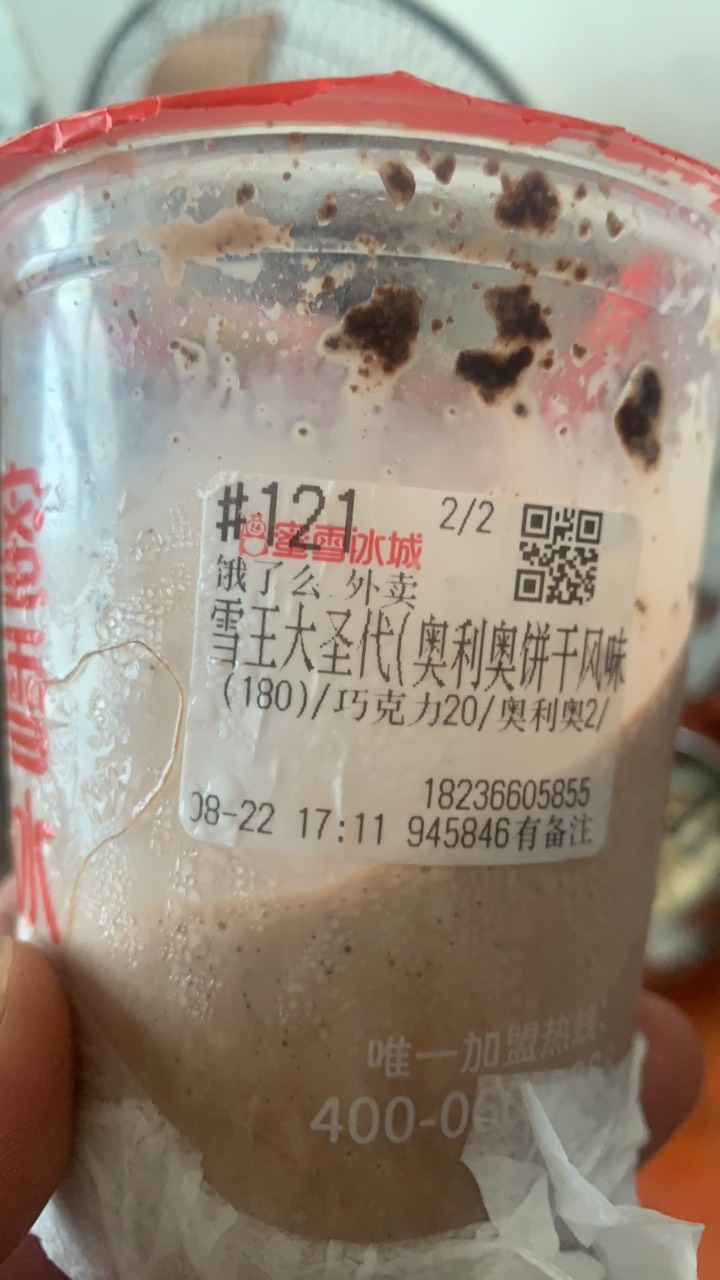 #121
2/2
蜜雪冰城
饿了么 外卖
雪王大圣代(奥利奥饼干风味
(180)/巧克力20/奥利奥2/
18236605855
08-22 17:11 945846有备注
唯一加盟热线
400-0